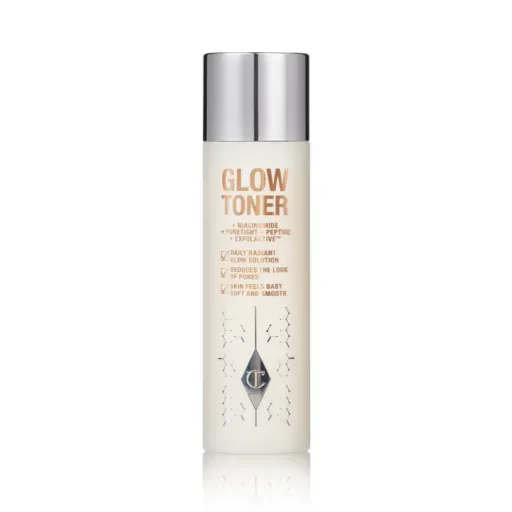 GLOW
TONER
+ NIACINAMIDE
+ PORETIGHT + PEPTIDE
+ EXFOLACTIVE™
DAILY RADIANT
GLOW SOLUTION
REDUCES THE LOOK
OF PORES
SKIN FEELS BABY
SOFT AND SMOOTH
CT